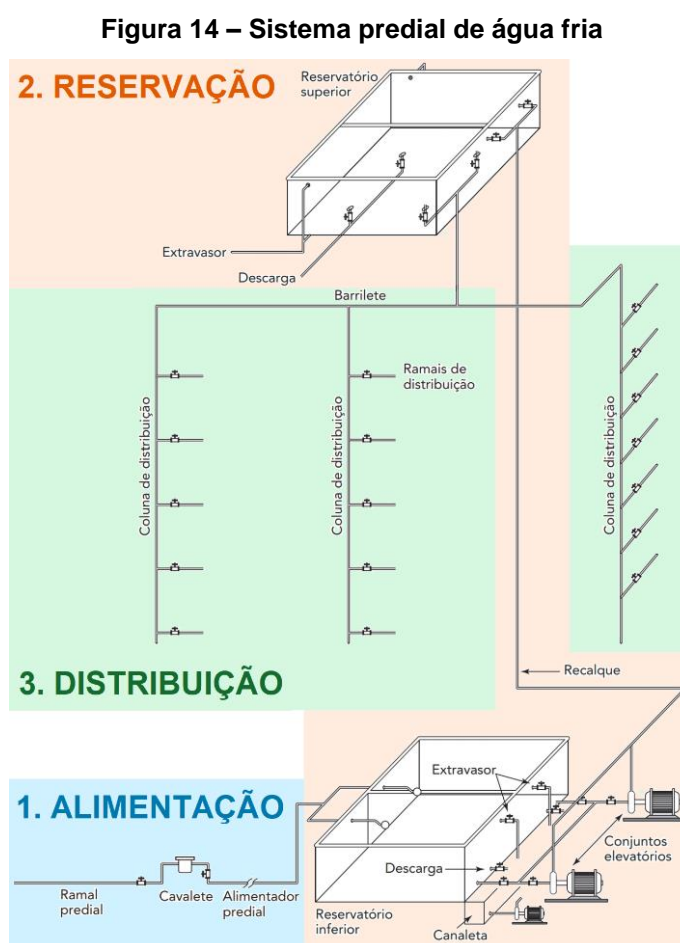 Figura 14 – Sistema predial de água fria
2. RESERVAÇÃO
Reservatório
superior
Extravasor
Descarga
Barrilete
Ramais de
distribuição
Coluna de distribuição
Coluna de distribuição
Coluna de distribuição
3. DISTRIBUIÇÃO
Recalque
1. ALIMENTAÇÃO
Extravasor
Conjuntos
elevatórios
Descarga
Ramal
predial
Cavalete
Alimentador
predial
Reservatório
inferior
Canaleta